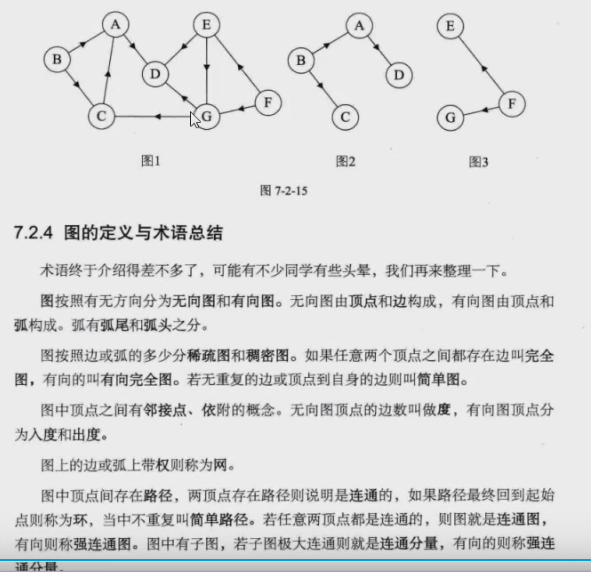 A
E
A
E
B
B
D
D
F
F
C
G
C
G
图1
图2
图3
图 7-2-15
7.2.4 图的定义与术语总结
术语终于介绍得差不多了，可能有不少同学有些头晕，我们再来整理一下。
图按照有无方向分为无向图和有向图。无向图由顶点和边构成，有向图由顶点和
弧构成。弧有弧尾和弧头之分。
图按照边或弧的多少分稀疏图和稠密图。如果任意两个顶点之间都存在边叫完全
图，有向的叫有向完全图。若无重复的边或顶点到自身的边则叫简单图。
图中顶点之间有邻接点、依附的概念。无向图顶点的边数叫做度，有向图顶点分
为入度和出度。
图上的边或弧上带权则称为网。
图中顶点间存在路径，两顶点存在路径则说明是连通的，如果路径最终回到起始
点则称为环，当中不重复叫简单路径。若任意两顶点都是连通的，则图就是连通图，
有向则称强连通图。图中有子图，若子图极大连通则就是连通分量，有向的则称强连
通分量。